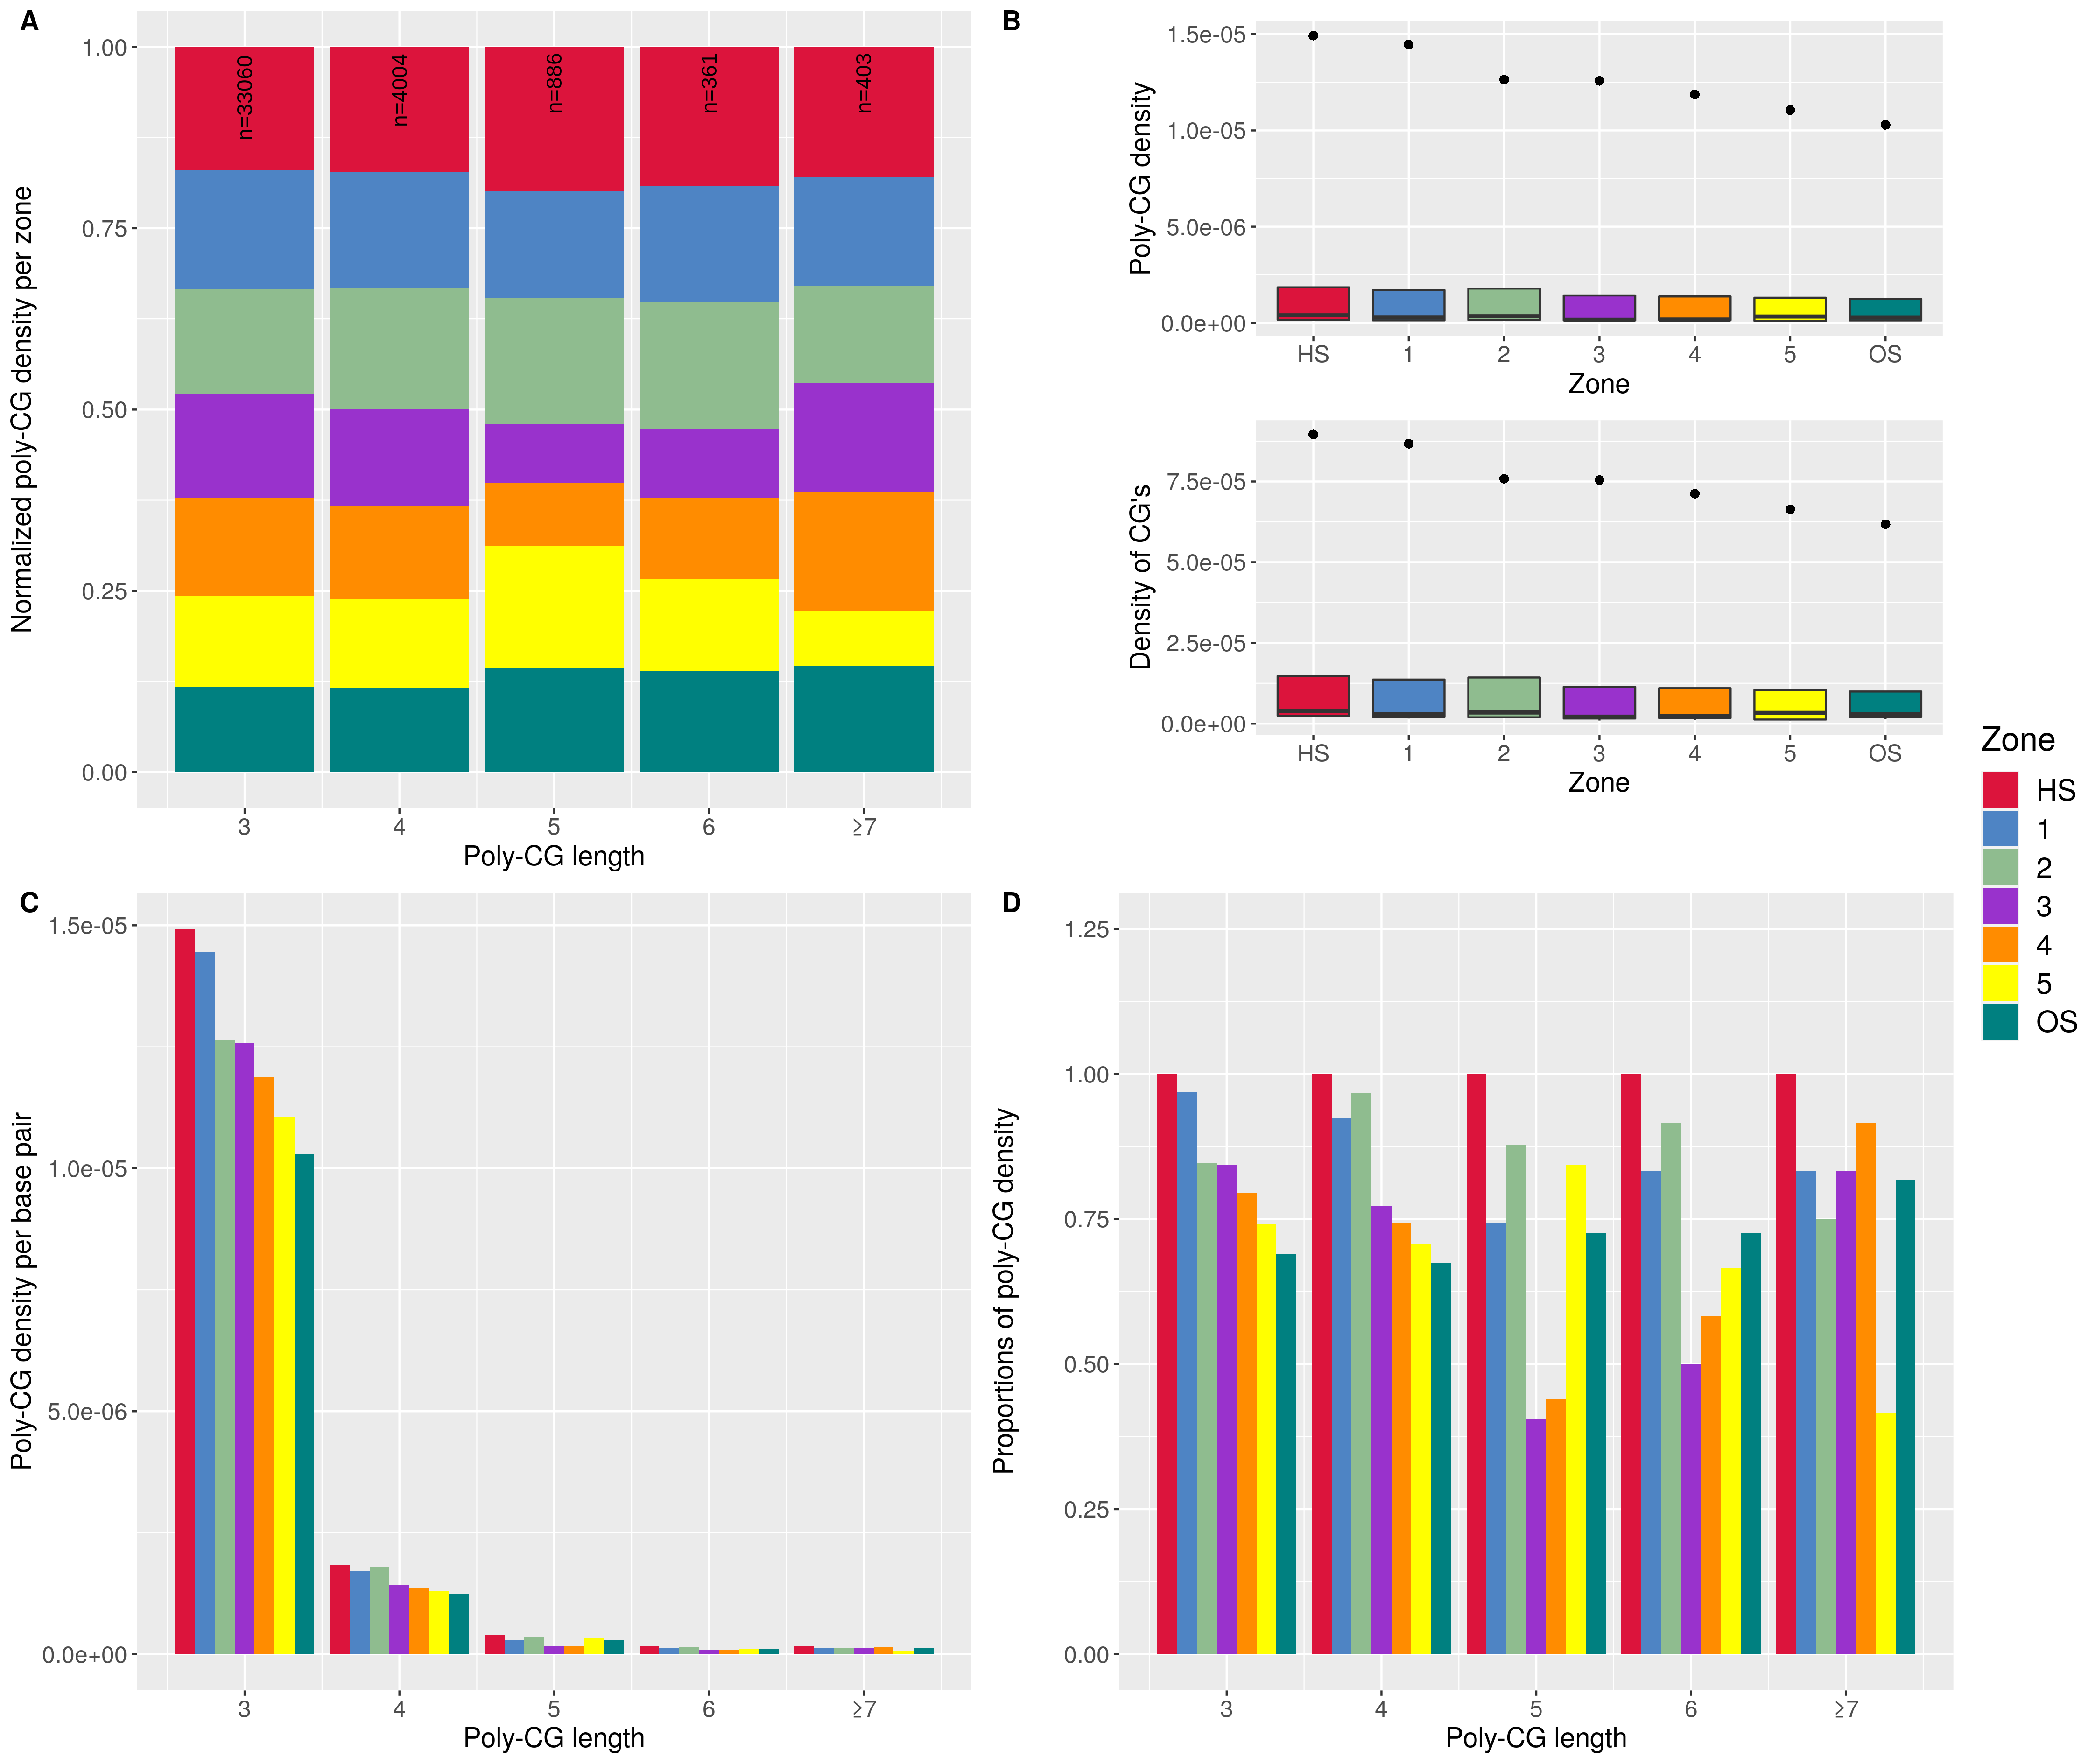 A
Normalized poly-CG density per zone
1.00
0.75
0.50
0.25
0.00
n=33060
n=4004
n=886
n=361
n=403
3 4 5 6 ≥7
Poly-CG length
B
Poly-CG density
1.5e-05
1.0e-05
5.0e-06
0.0e+00
HS 1 2 3 4 5 OS
Zone
Density of CG's
7.5e-05
5.0e-05
2.5e-05
0.0e+00
HS 1 2 3 4 5 OS
Zone
C
Poly-CG density per base pair
1.5e-05
1.0e-05
5.0e-06
0.0e+00
3 4 5 6 ≥7
Poly-CG length
D
Proportions of poly-CG density
1.25
1.00
0.75
0.50
0.25
0.00
3 4 5 6 ≥7
Poly-CG length
Zone
HS
1
2
3
4
5
OS